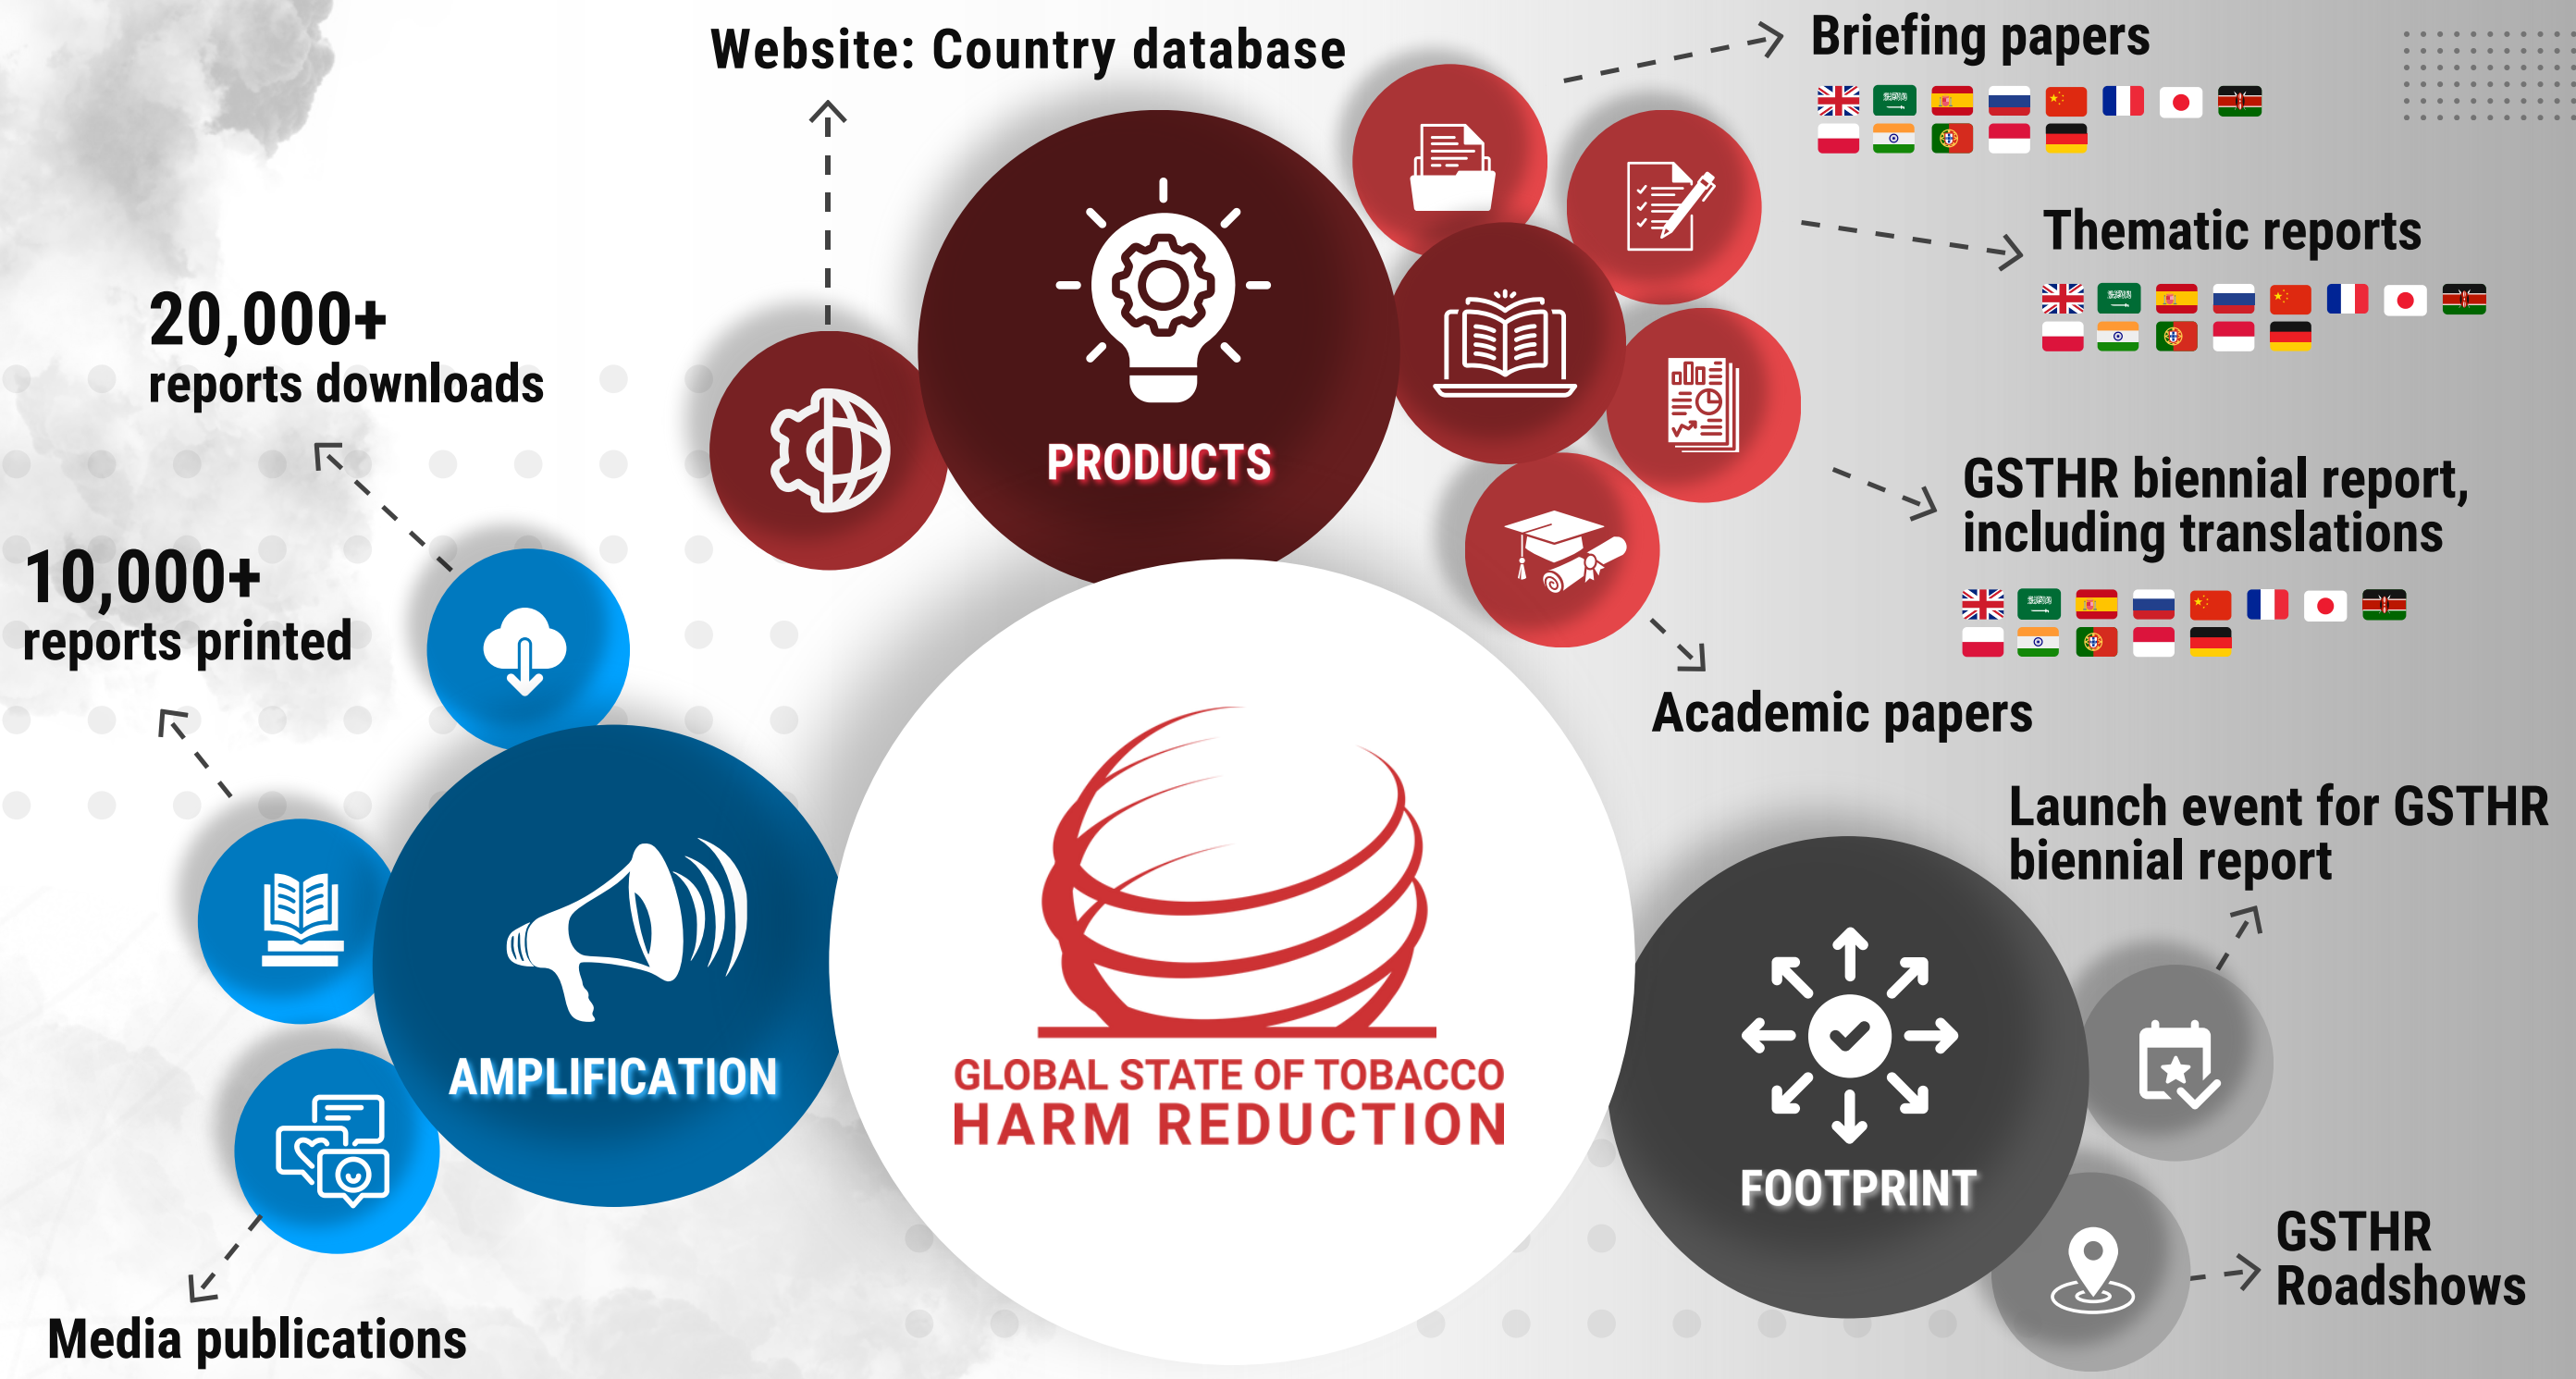 Website: Country database
Briefing papers
Thematic reports
20,000+
reports downloads
PRODUCTS
GSTHR biennial report,
including translations
10,000+
reports printed
Academic papers
Launch event for GSTHR
biennial report
AMPLIFICATION
GLOBAL STATE OF TOBACCO
HARM REDUCTION
FOOTPRINT
GSTHR
Roadshows
Media publications